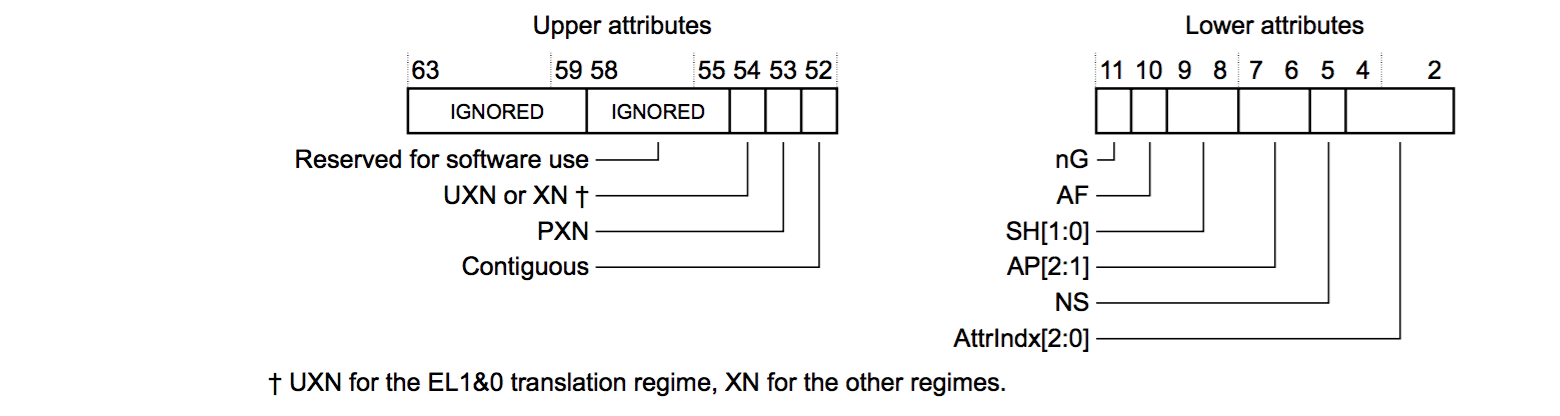 Upper attributes
63 59 58 55 54 53 52
IGNORED IGNORED
Reserved for software use
UXN or XN †
PXN
Contiguous
Lower attributes
11 10 9 8 7 6 5 4 2
nG
AF
SH[1:0]
AP[2:1]
NS
AttrIndx[2:0]
† UXN for the EL1&0 translation regime, XN for the other regimes.